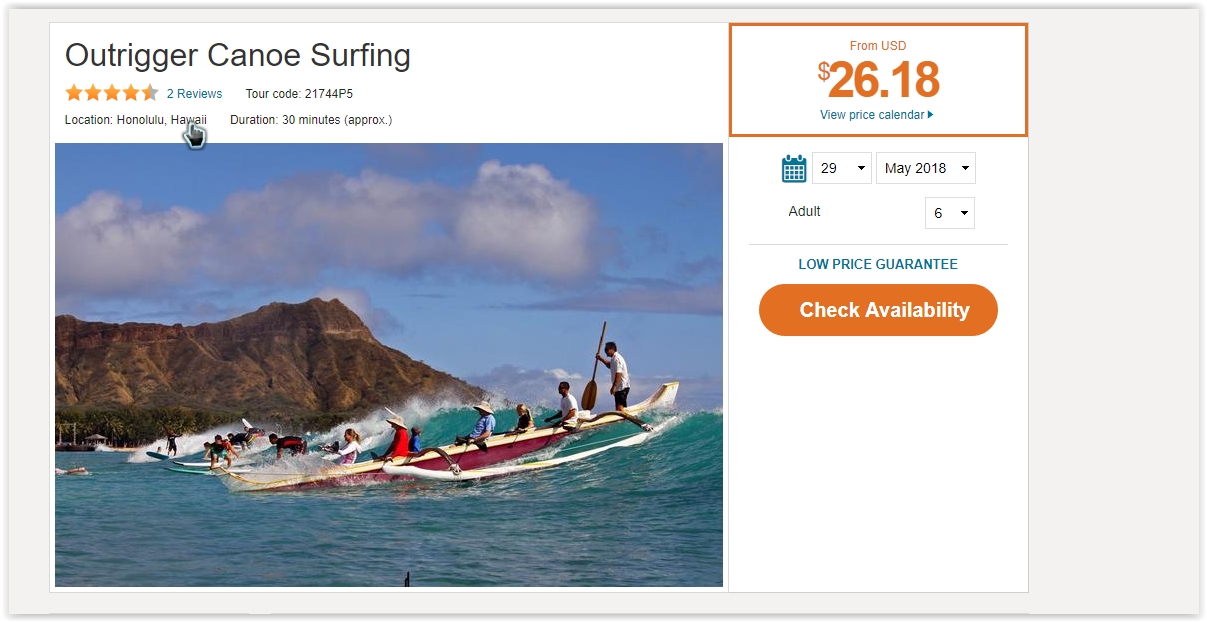 Outrigger Canoe Surfing
2 Reviews Tour code: 21744P5
Location: Honolulu, Hawaii Duration: 30 minutes (approx.)
From USD
$26.18
View price calendar
29 May 2018
Adult 6
LOW PRICE GUARANTEE
Check Availability